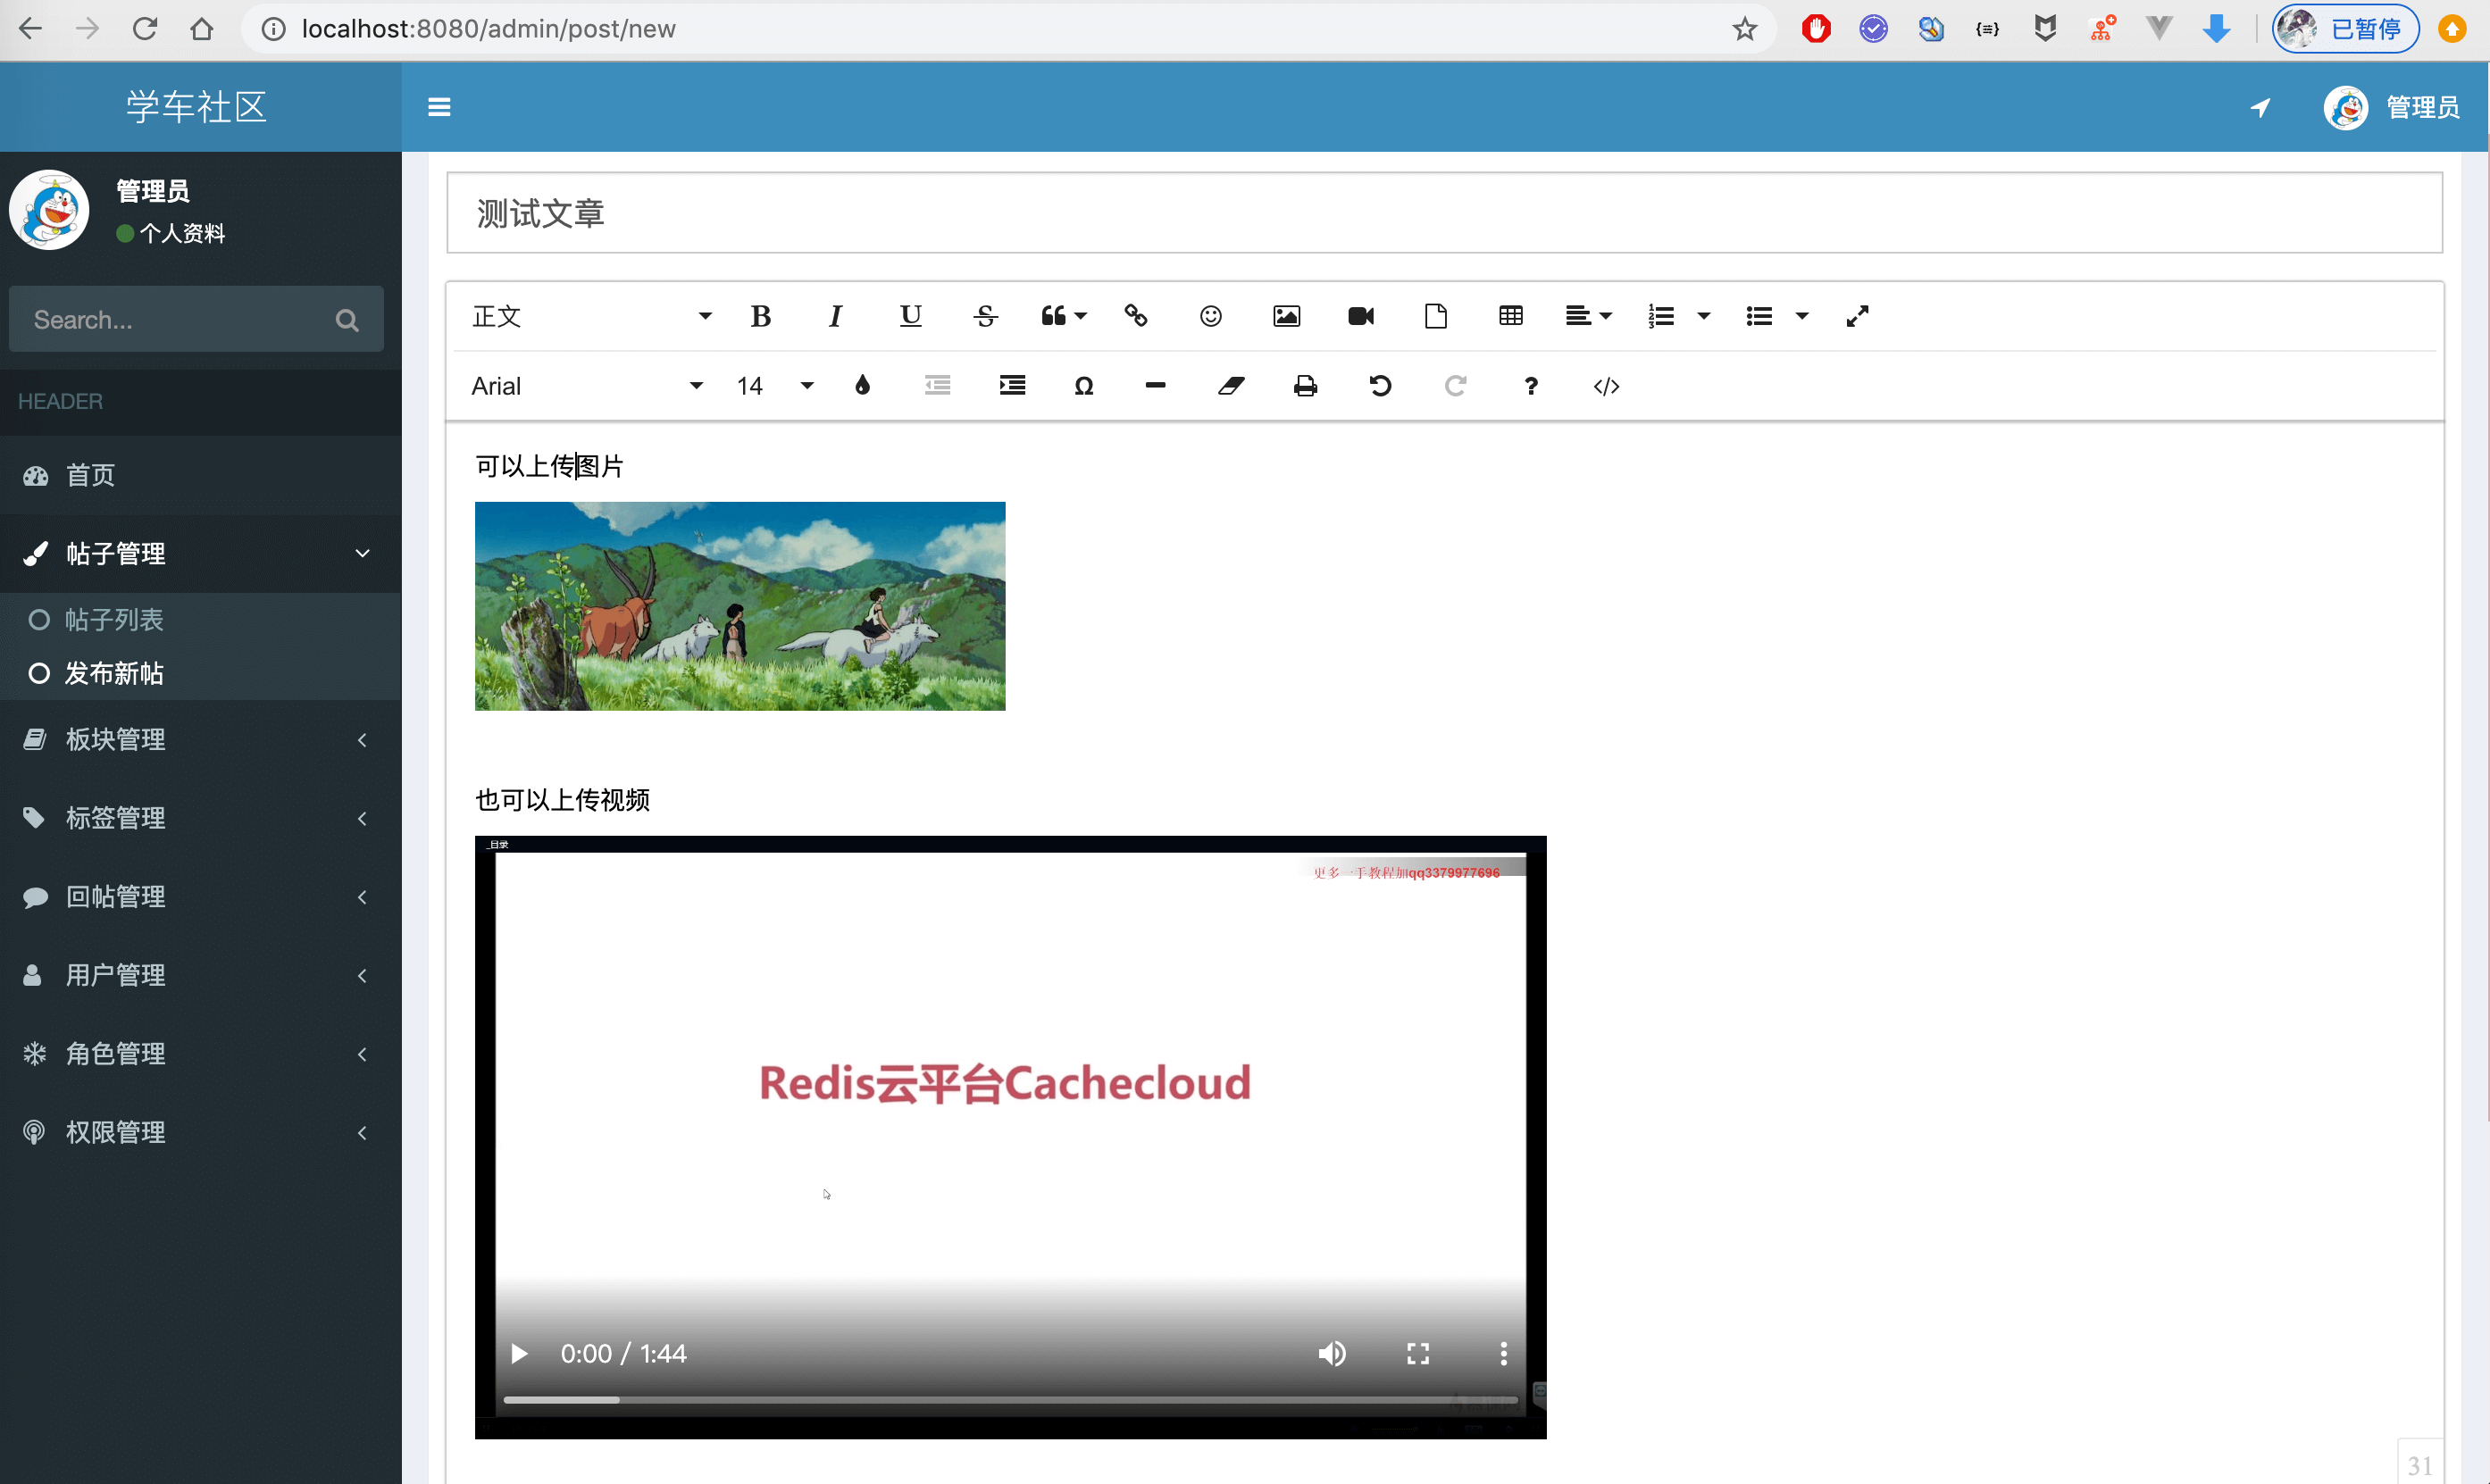 localhost:8080/admin/post/new
已暂停
学车社区
管理员
管理员
个人资料
Search...
HEADER
首页
帖子管理
帖子列表
发布新帖
板块管理
标签管理
回帖管理
用户管理
角色管理
权限管理
测试文章
正文
B I U S
Arial 14 Ω ? </>
可以上传图片
也可以上传视频
_目录
更多一手教程加qq3379977696
Redis云平台Cachecloud
0:00 / 1:44
31